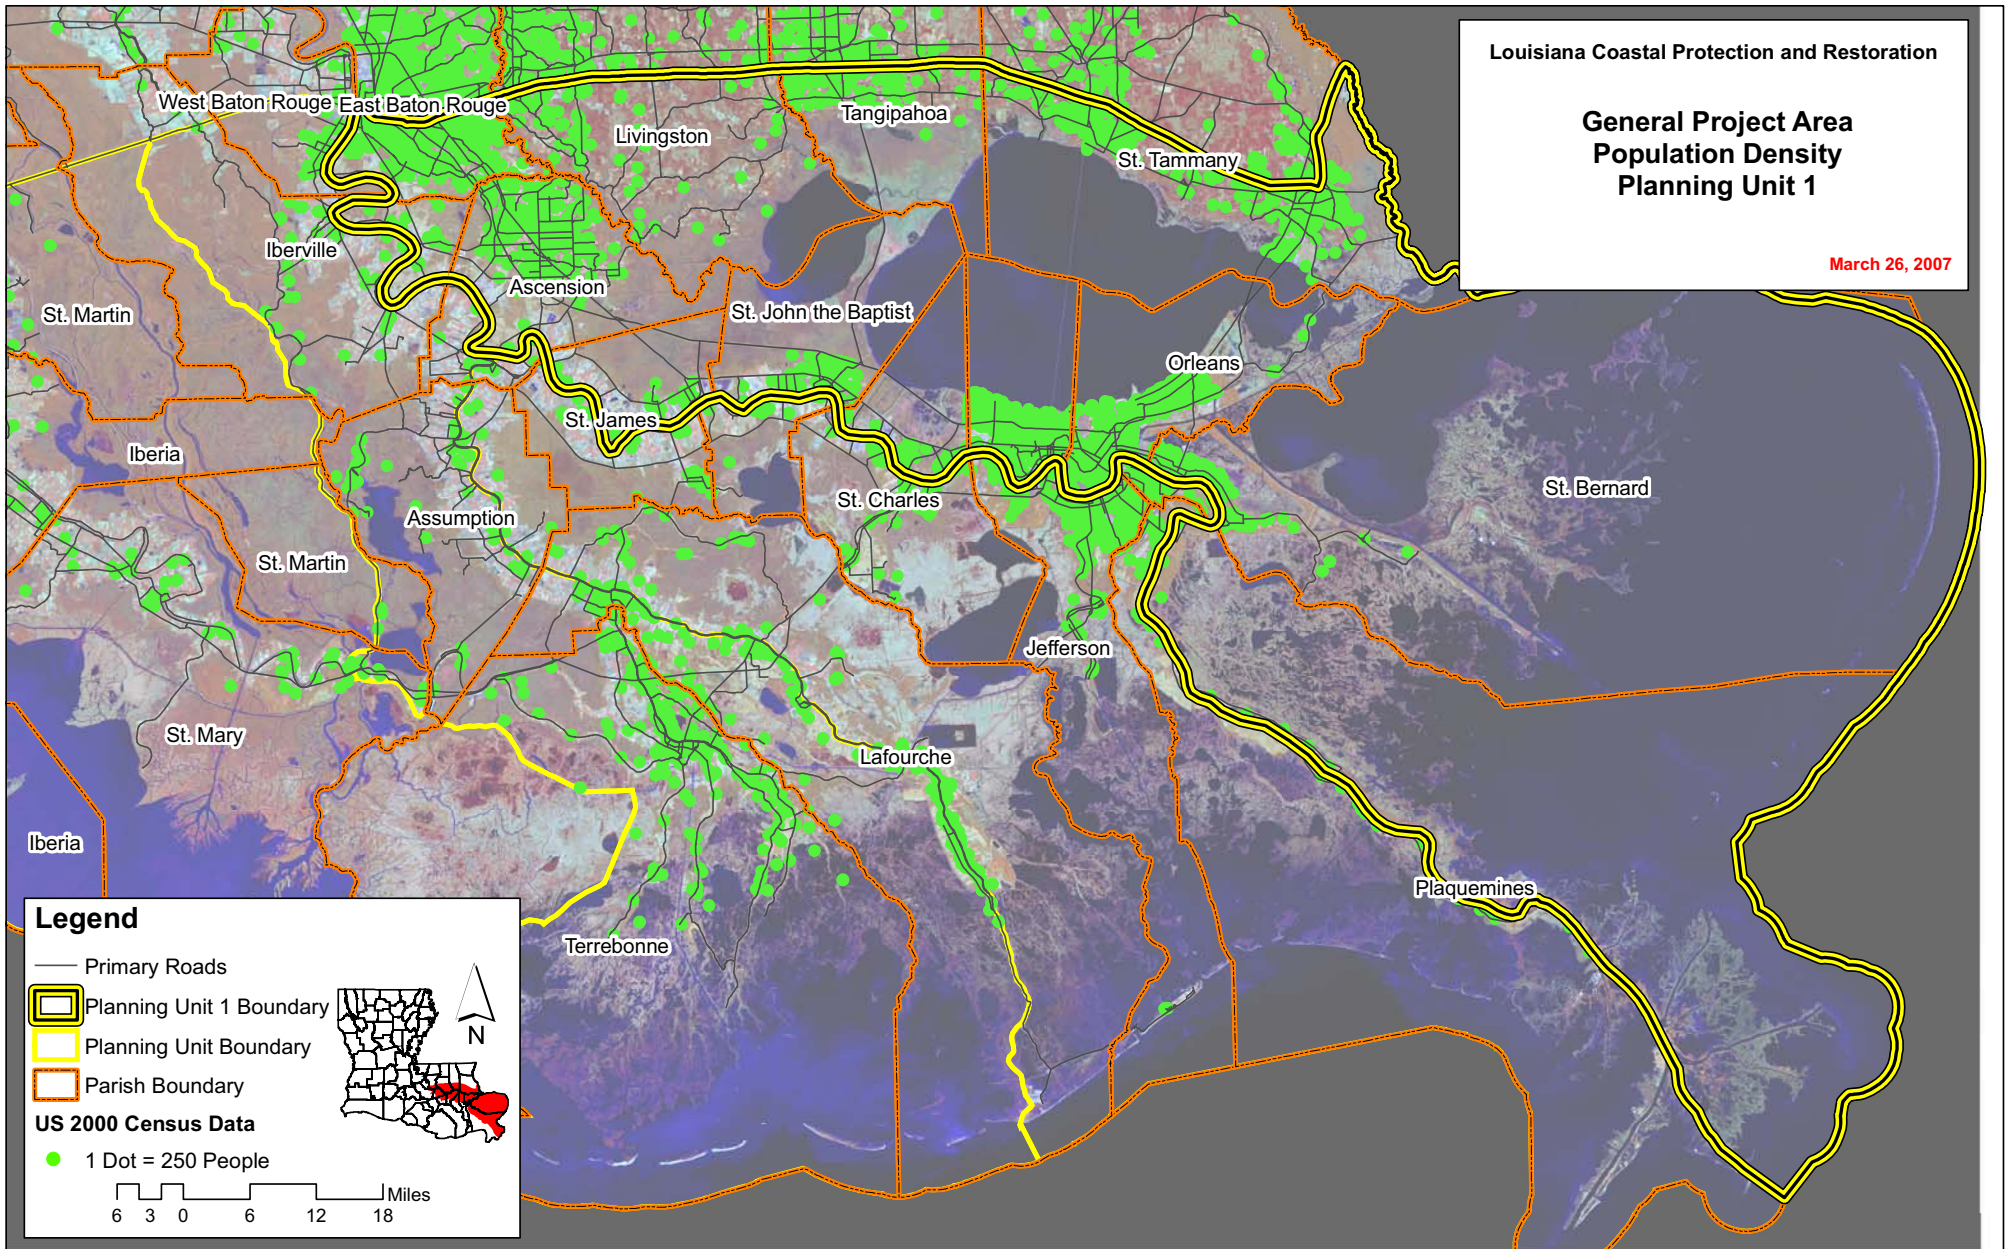 Louisiana Coastal Protection and Restoration
General Project Area
Population Density
Planning Unit 1
March 26, 2007
West Baton Rouge
East Baton Rouge
Livingston
Tangipahoa
St. Tammany
Iberville
Ascension
St. Martin
St. John the Baptist
Orleans
St. James
Iberia
St. Charles
St. Bernard
Assumption
St. Martin
Jefferson
St. Mary
Lafourche
Iberia
Plaquemines
Terrebonne
Legend
Primary Roads
Planning Unit 1 Boundary
Planning Unit Boundary
Parish Boundary
N
US 2000 Census Data
1 Dot = 250 People
Miles
6 3 0 6 12 18